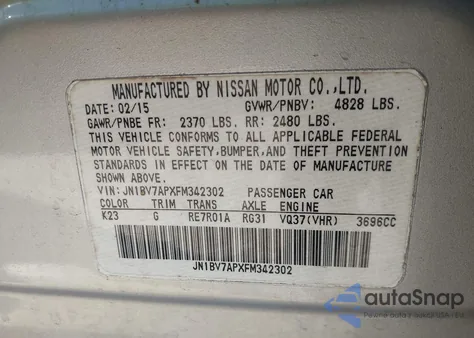 MANUFACTURED BY NISSAN MOTOR CO.,LTD.
DATE: 02/15 GVWR/PNBV: 4828 LBS.
GAWR/PNBE FR: 2370 LBS. RR: 2480 LBS.
THIS VEHICLE CONFORMS TO ALL APPLICABLE FEDERAL
MOTOR VEHICLE SAFETY,BUMPER,AND THEFT PREVENTION
STANDARDS IN EFFECT ON THE DATE OF MANUFACTURE
SHOWN ABOVE.
VIN: JN1BV7APXFM342302 PASSENGER CAR
COLOR TRIM TRANS AXLE ENGINE
K23 G RE7R01A RG31 VQ37(VHR) 3696CC
JN1BV7APXFM342302
autoSnap